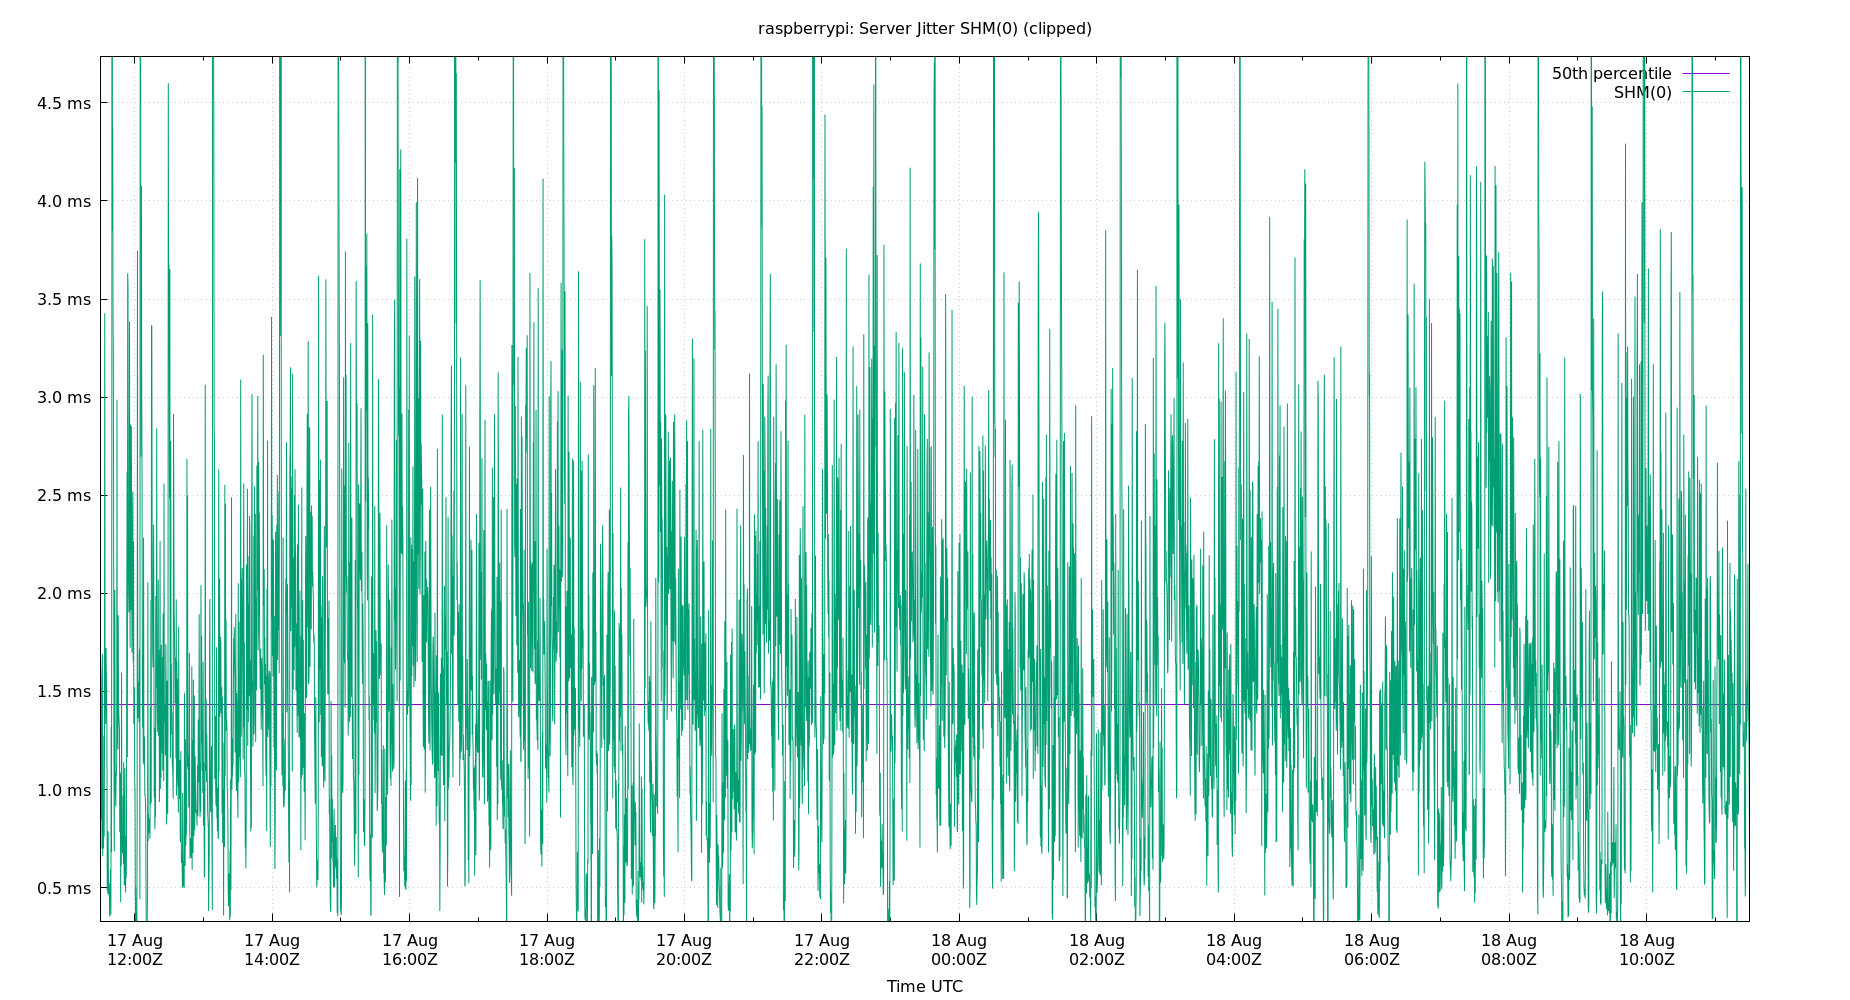 raspberrypi: Server Jitter SHM(0) (clipped)
50th percentile
SHM(0)
4.5 ms
4.0 ms
3.5 ms
3.0 ms
2.5 ms
2.0 ms
1.5 ms
1.0 ms
0.5 ms
17 Aug 17 Aug 17 Aug 17 Aug 17 Aug 17 Aug 18 Aug 18 Aug 18 Aug 18 Aug 18 Aug 18 Aug
12:00Z 14:00Z 16:00Z 18:00Z 20:00Z 22:00Z 00:00Z 02:00Z 04:00Z 06:00Z 08:00Z 10:00Z
Time UTC